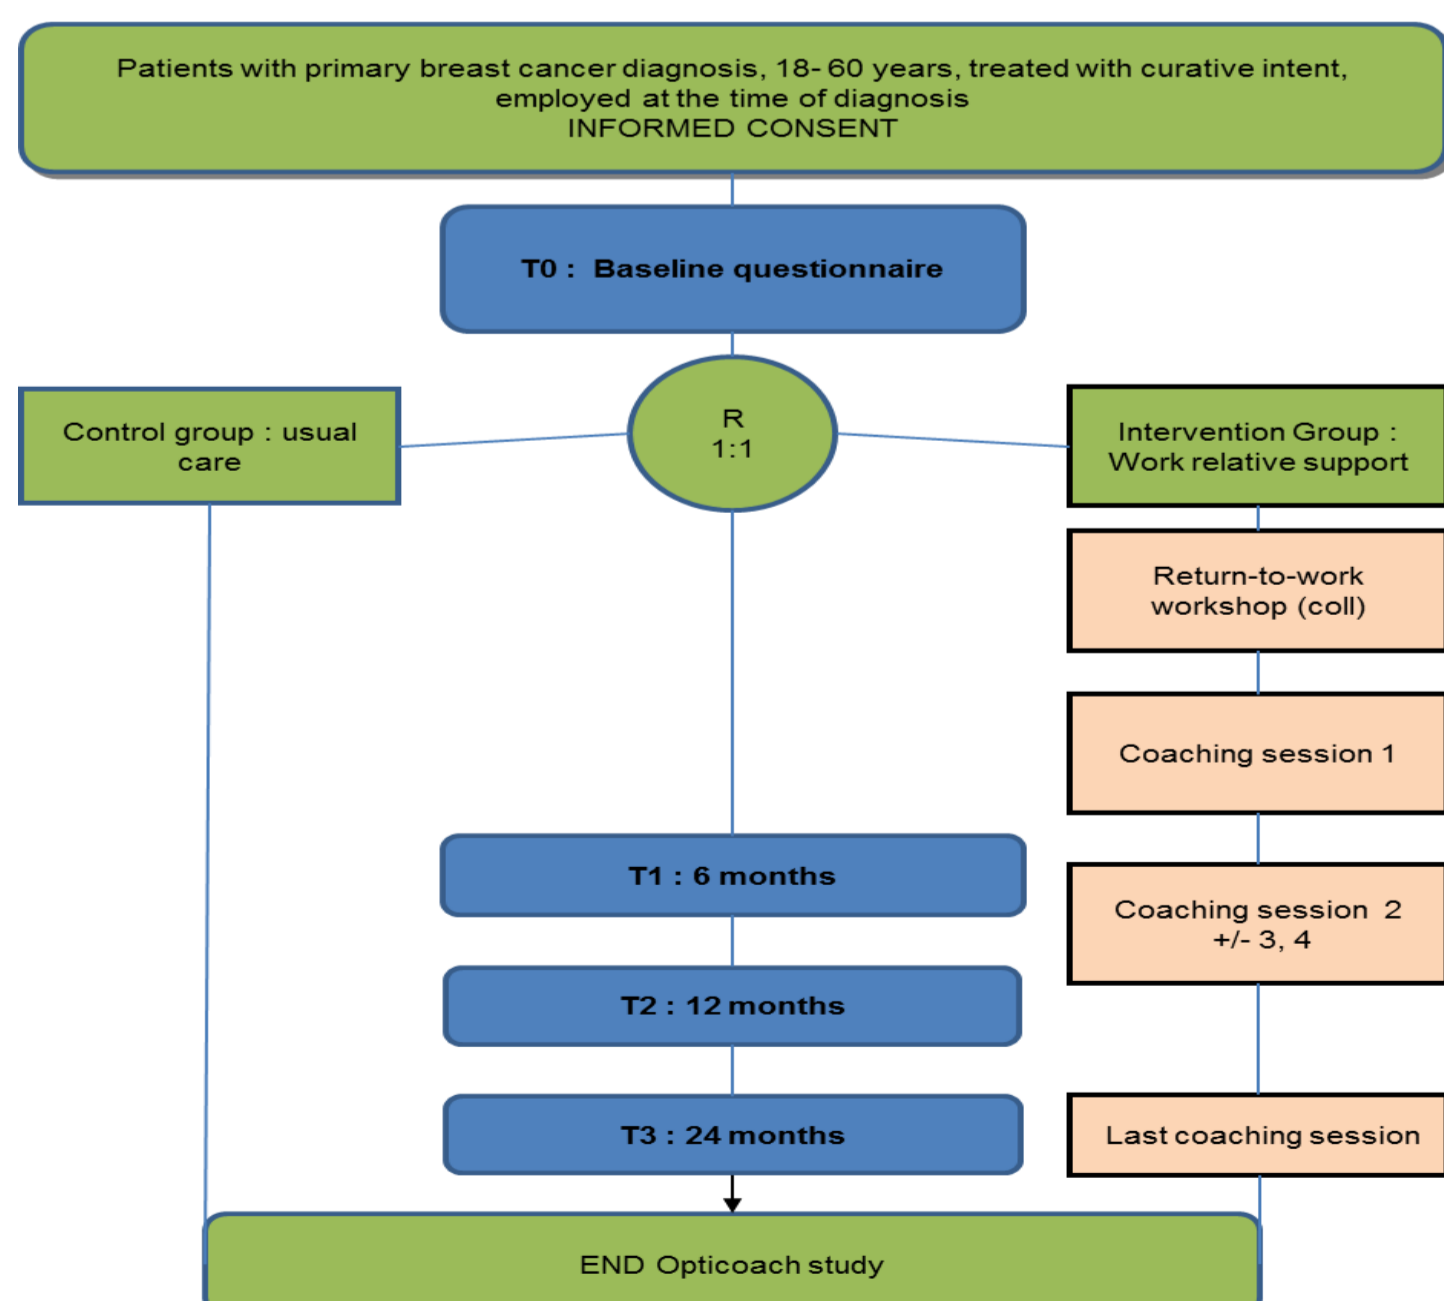 Patients with primary breast cancer diagnosis, 18- 60 years, treated with curative intent,
employed at the time of diagnosis
INFORMED CONSENT
T0 : Baseline questionnaire
Control group : usual
care
R
1:1
Intervention Group :
Work relative support
Return-to-work
workshop (coll)
Coaching session 1
T1 : 6 months
Coaching session 2
+/- 3, 4
T2 : 12 months
T3 : 24 months
Last coaching session
END Opticoach study